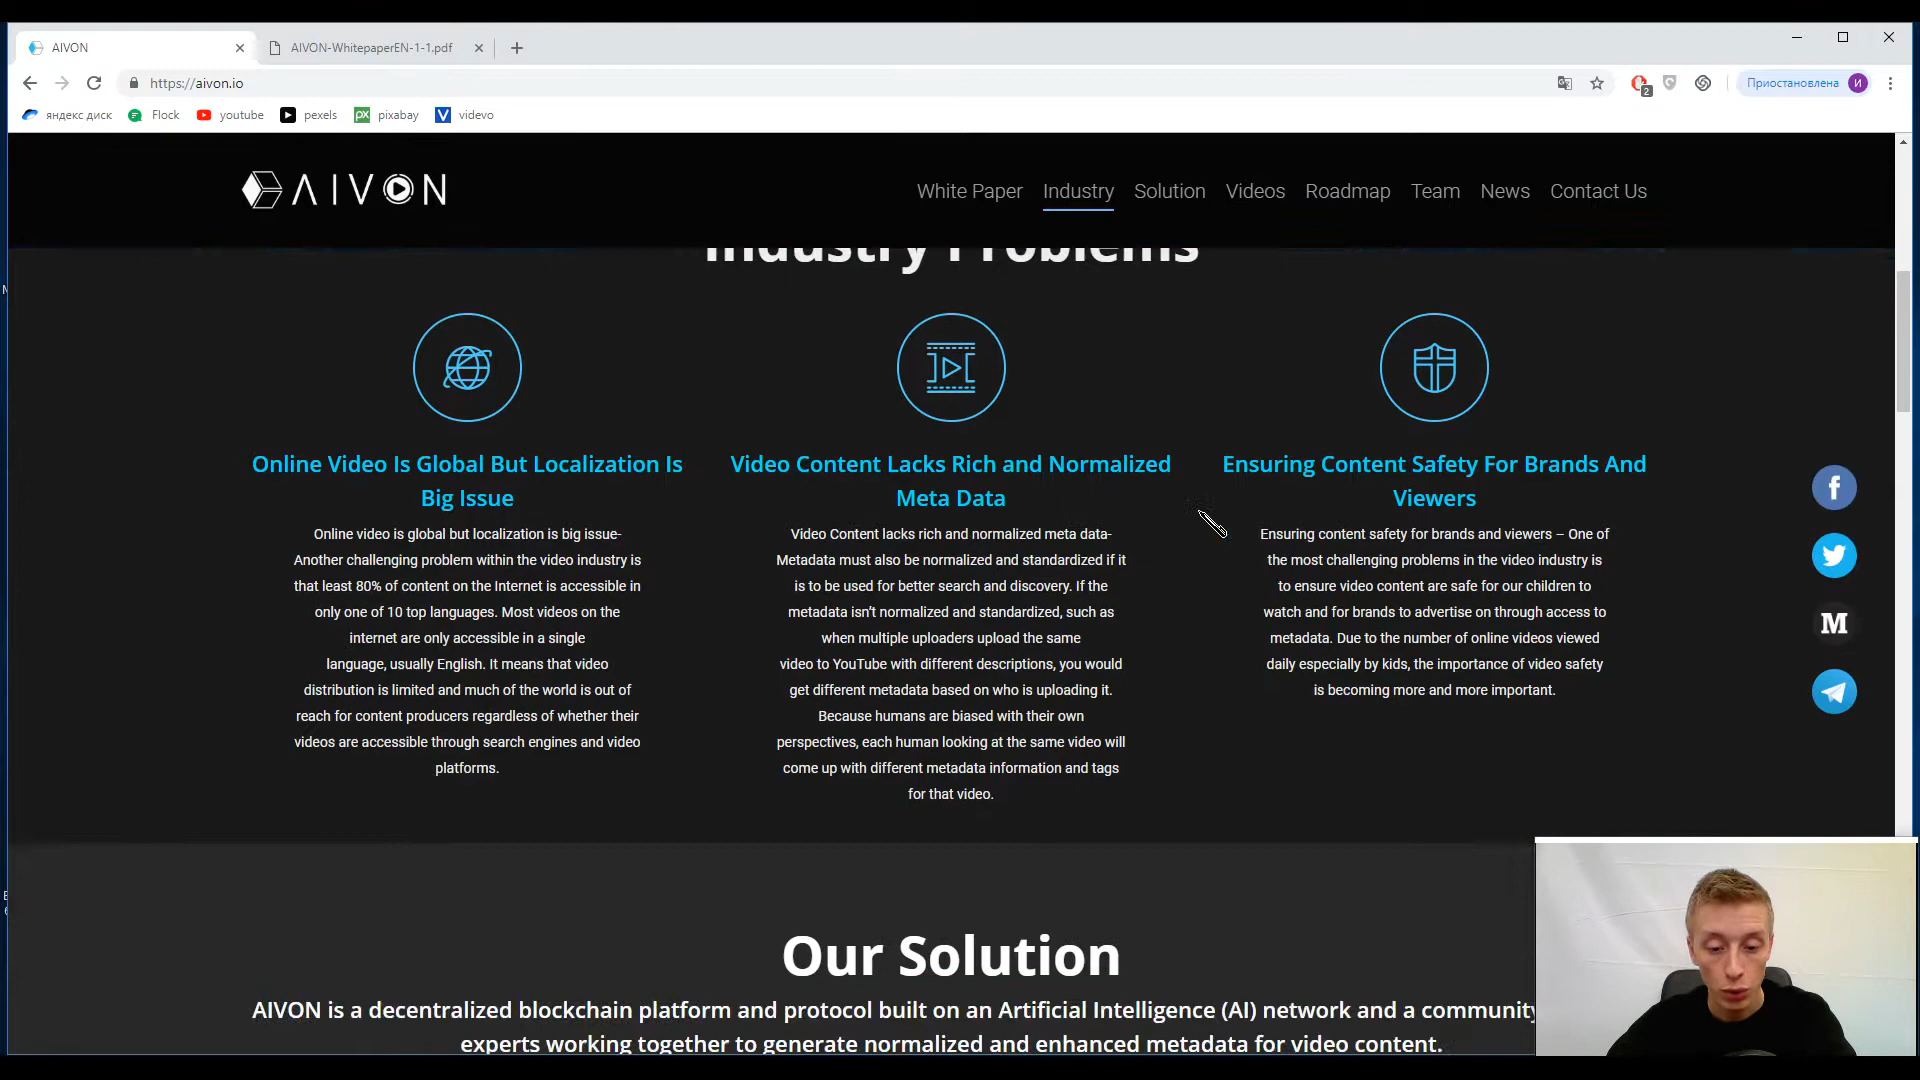 AIVON
AIVON-WhitepaperEN-1-1.pdf
https://aivon.io
2
Приостановлена
И
яндекс диск
Flock
youtube
pexels
px
pixabay
V
videvo
AIVON
White Paper
Industry
Solution
Videos
Roadmap
Team
News
Contact Us
Industry Problems
Online Video Is Global But Localization Is
Big Issue
Online video is global but localization is big issue-
Another challenging problem within the video industry is
that least 80% of content on the Internet is accessible in
only one of 10 top languages. Most videos on the
internet are only accessible in a single
language, usually English. It means that video
distribution is limited and much of the world is out of
reach for content producers regardless of whether their
videos are accessible through search engines and video
platforms.
Video Content Lacks Rich and Normalized
Meta Data
Video Content lacks rich and normalized meta data-
Metadata must also be normalized and standardized if it
is to be used for better search and discovery. If the
metadata isn't normalized and standardized, such as
when multiple uploaders upload the same
video to YouTube with different descriptions, you would
get different metadata based on who is uploading it.
Because humans are biased with their own
perspectives, each human looking at the same video will
come up with different metadata information and tags
for that video.
Ensuring Content Safety For Brands And
Viewers
Ensuring content safety for brands and viewers – One of
the most challenging problems in the video industry is
to ensure video content are safe for our children to
watch and for brands to advertise on through access to
metadata. Due to the number of online videos viewed
daily especially by kids, the importance of video safety
is becoming more and more important.
f
M
Our Solution
AIVON is a decentralized blockchain platform and protocol built on an Artificial Intelligence (AI) network and a community
experts working together to generate normalized and enhanced metadata for video content.